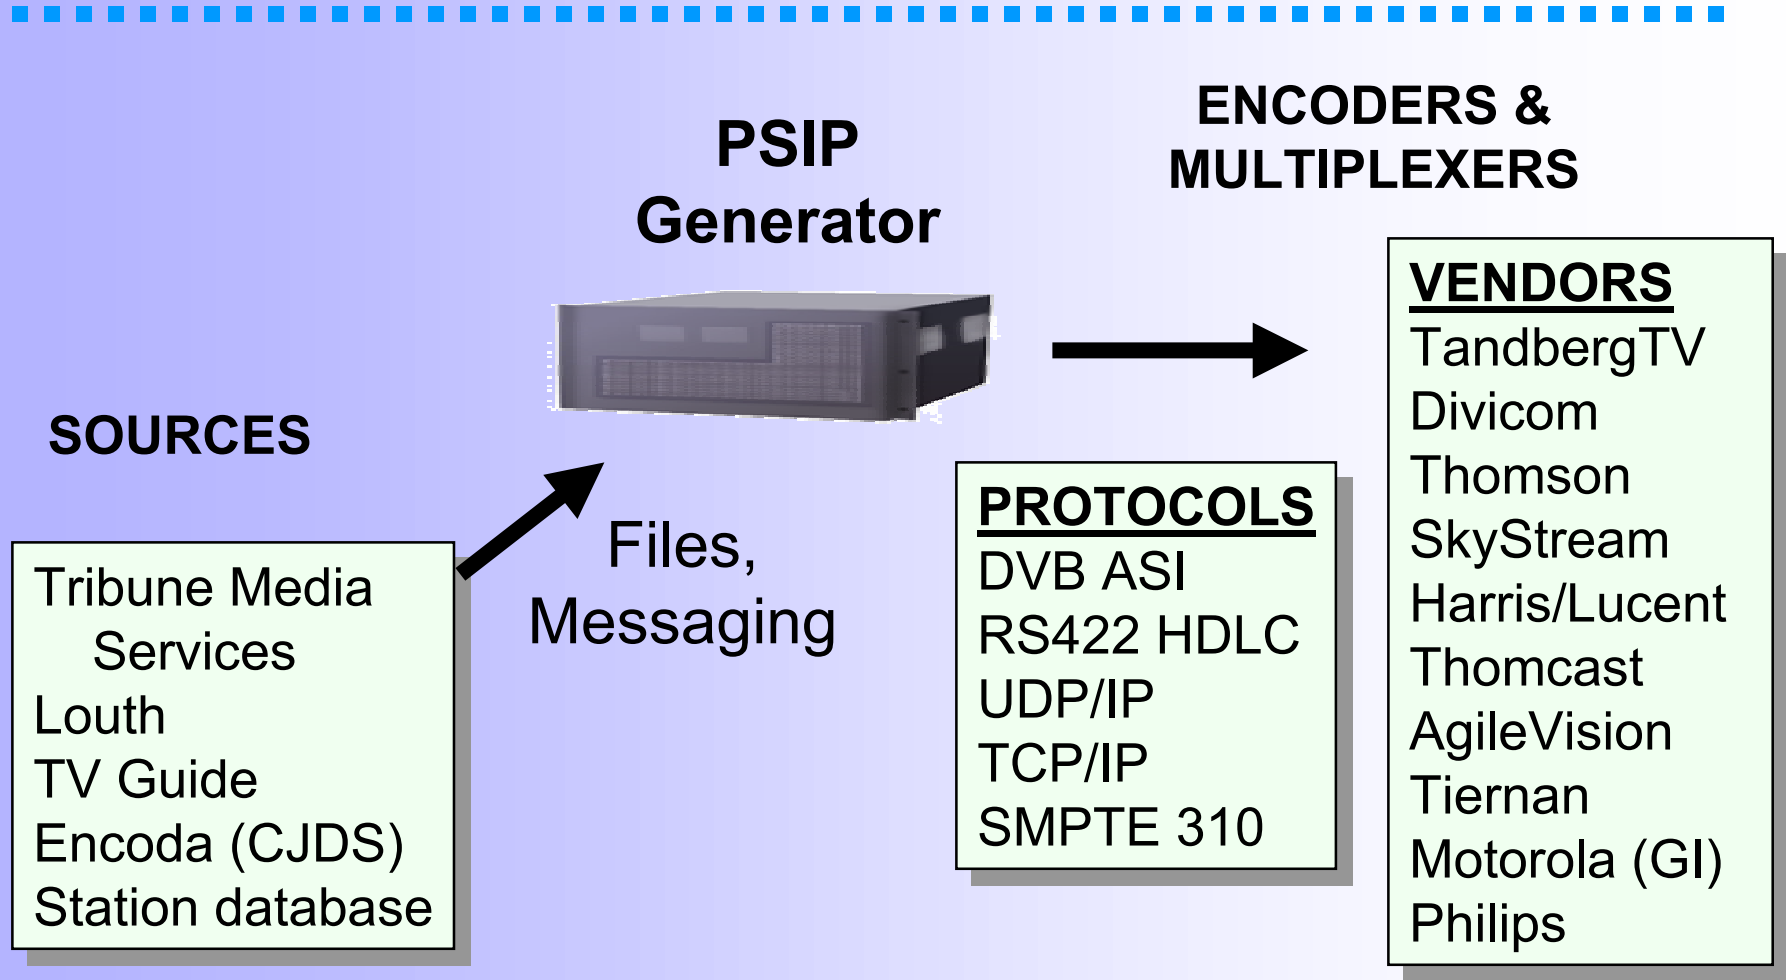 PSIP
Generator
ENCODERS &
MULTIPLEXERS
SOURCES
Tribune Media
Services
Louth
TV Guide
Encoda (CJDS)
Station database
Files,
Messaging
PROTOCOLS
DVB ASI
RS422 HDLC
UDP/IP
TCP/IP
SMPTE 310
VENDORS
TandbergTV
Divicom
Thomson
SkyStream
Harris/Lucent
Thomcast
AgileVision
Tiernan
Motorola (GI)
Philips